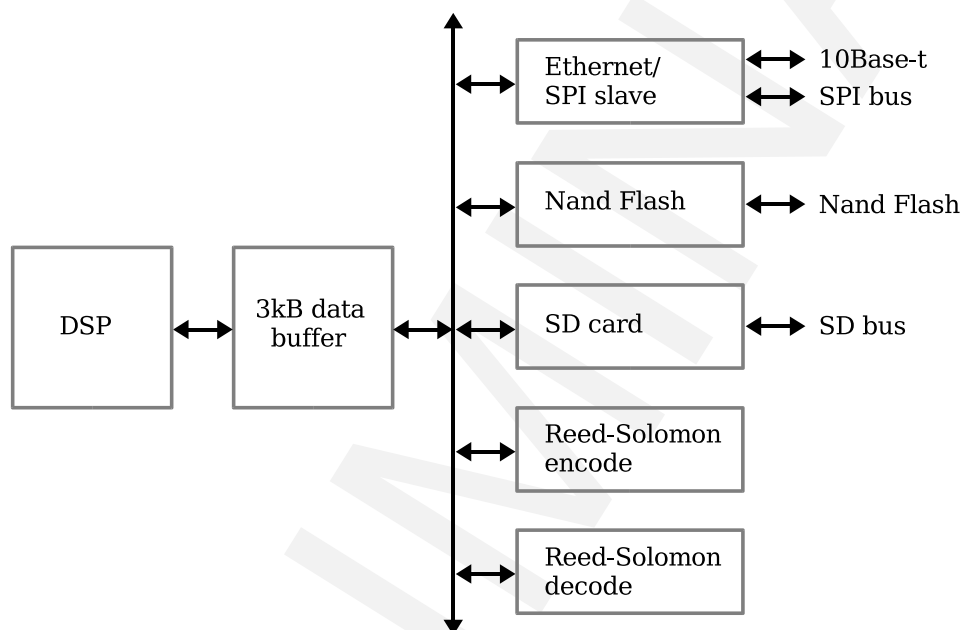 Ethernet/
SPI slave
10Base-t
SPI bus
Nand Flash
Nand Flash
DSP
3kB data
buffer
SD card
SD bus
Reed-Solomon
encode
Reed-Solomon
decode